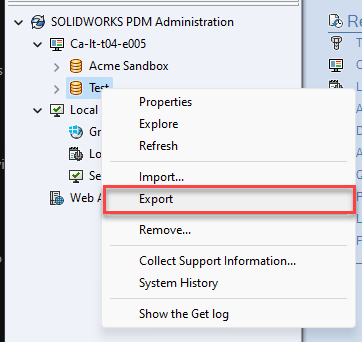 SOLIDWORKS PDM Administration
Ca-lt-t04-e005
Acme Sandbox
Test
Local
Gr
Lo
Se
Web A
Properties
Explore
Refresh
Import...
Export
Remove...
Collect Support Information...
System History
Show the Get log
Re